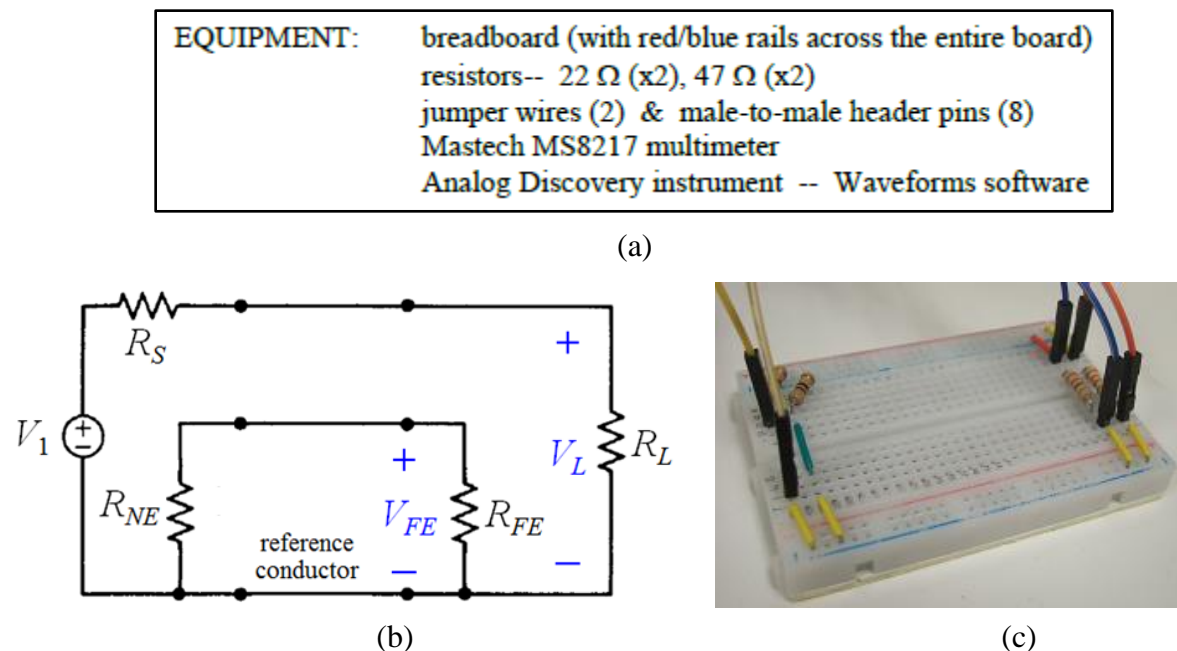 EQUIPMENT: breadboard (with red/blue rails across the entire board)
resistors-- 22 Ω (x2), 47 Ω (x2)
jumper wires (2) & male-to-male header pins (8)
Mastech MS8217 multimeter
Analog Discovery instrument -- Waveforms software
(a)
R_S
+
V_1
+
−
R_NE
+
V_FE
−
R_FE
V_L
R_L
−
reference
conductor
(b)
(c)